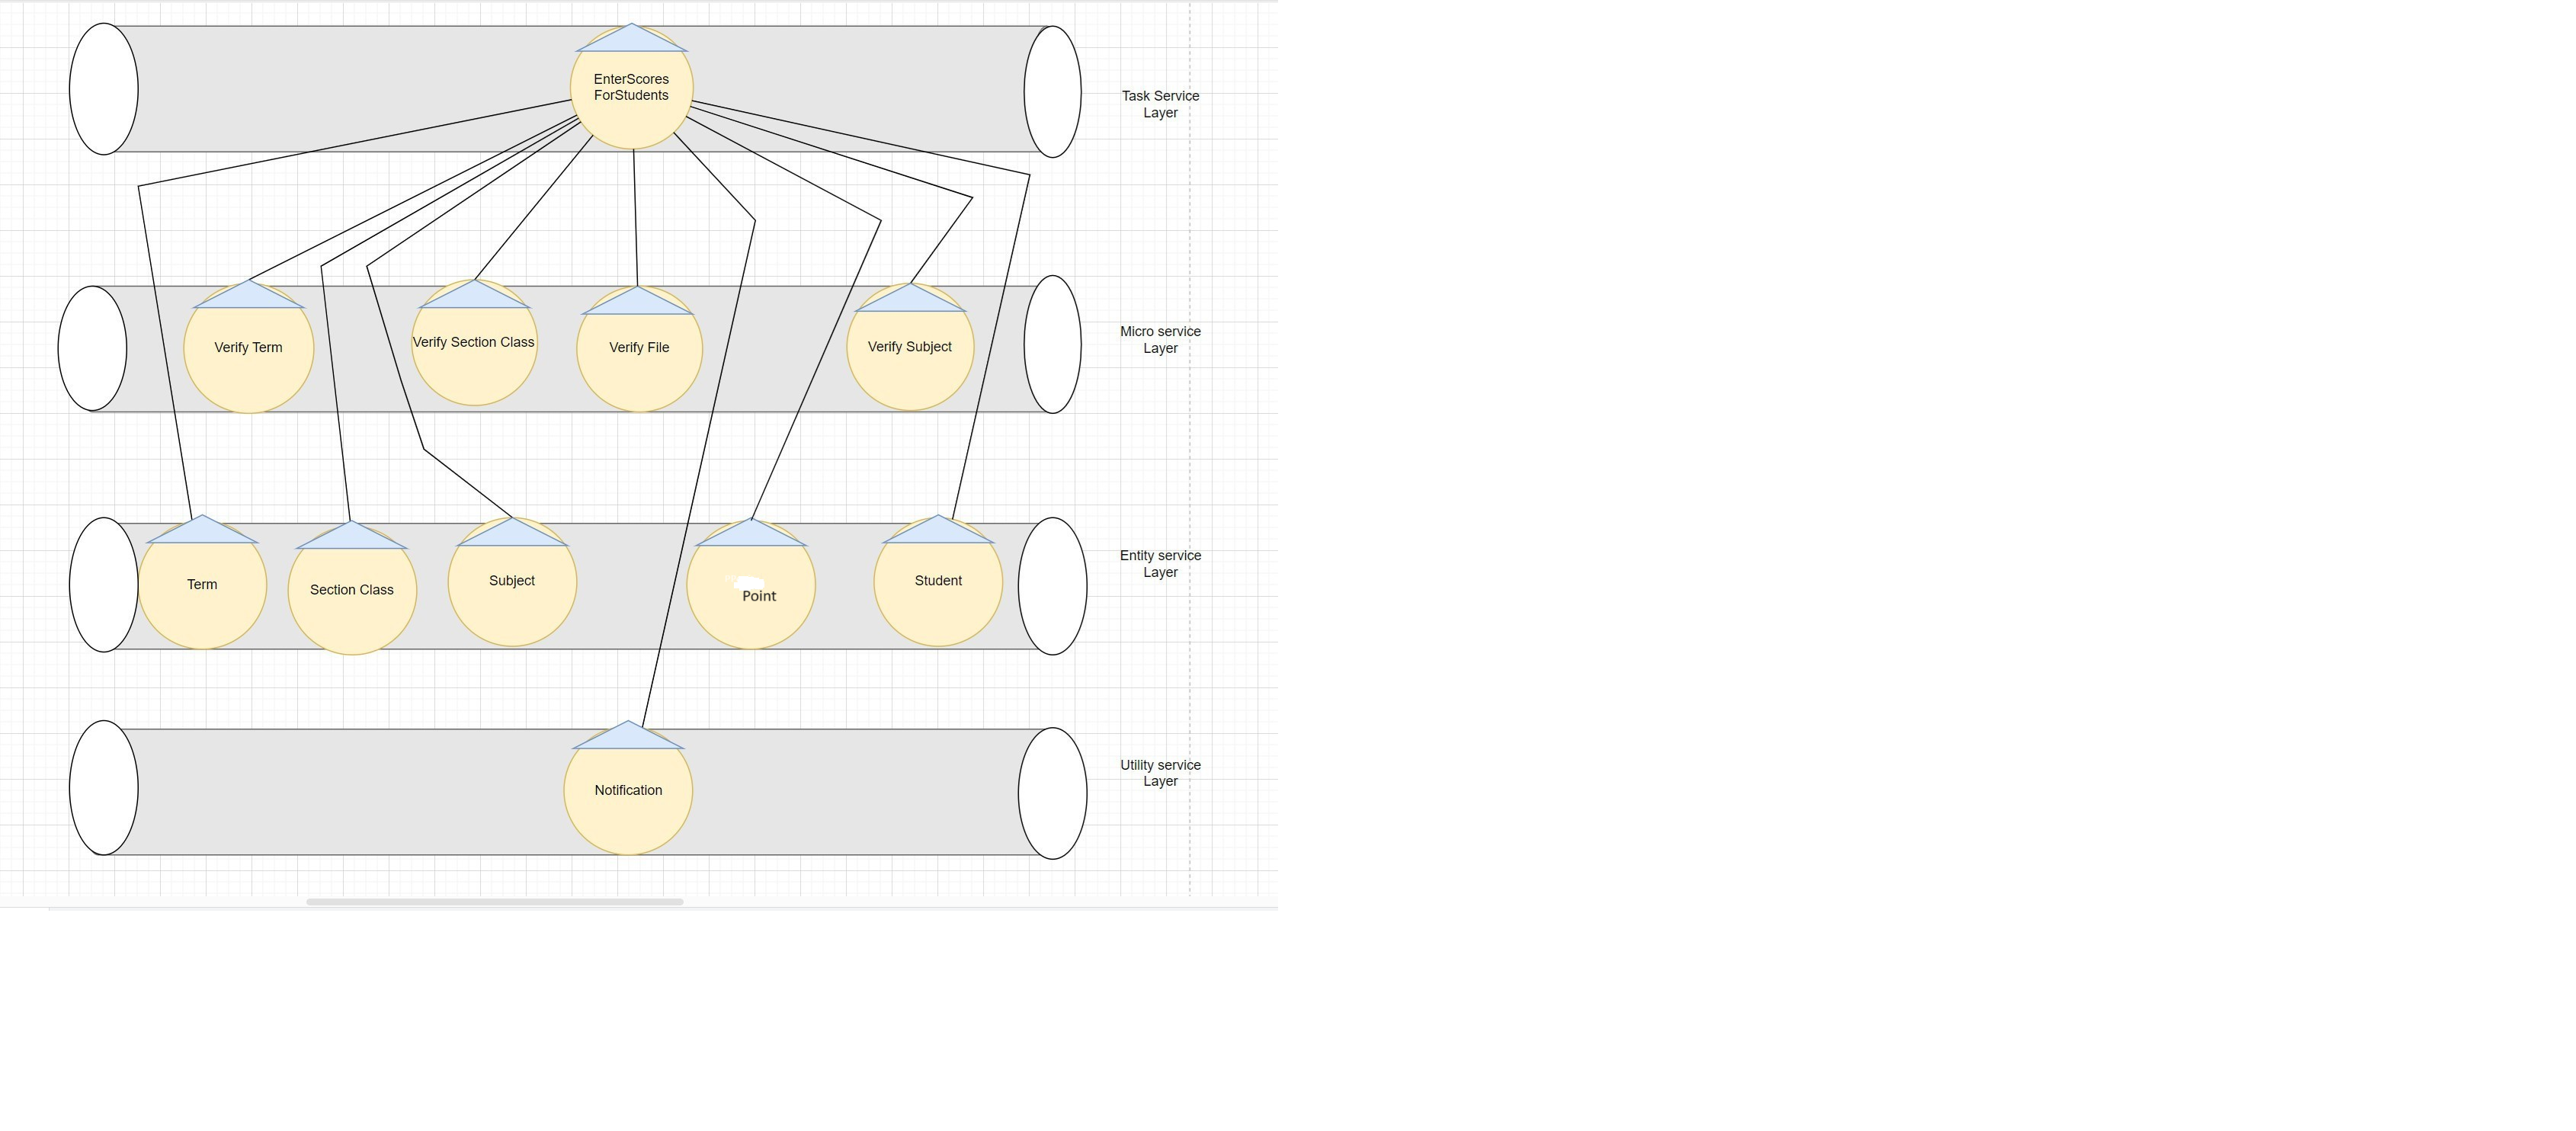 EnterScores
ForStudents
Task Service
Layer
Verify Term
Verify Section Class
Verify File
Verify Subject
Micro service
Layer
Term
Section Class
Subject
Point
Student
Entity service
Layer
Notification
Utility service
Layer